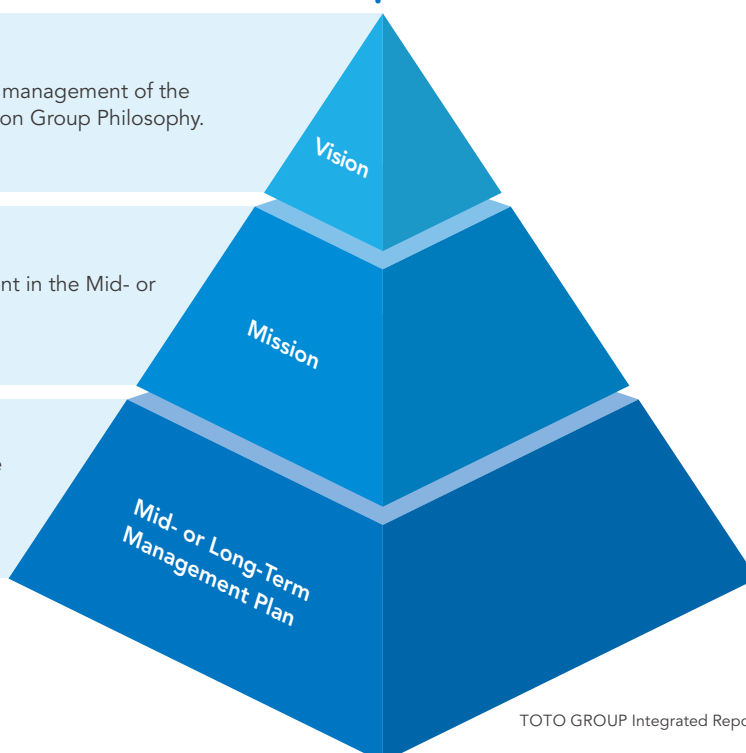 management of the
on Group Philosophy.
Vision
nt in the Mid- or
Mission
Mid- or Long-Term
Management Plan
TOTO GROUP Integrated Repo